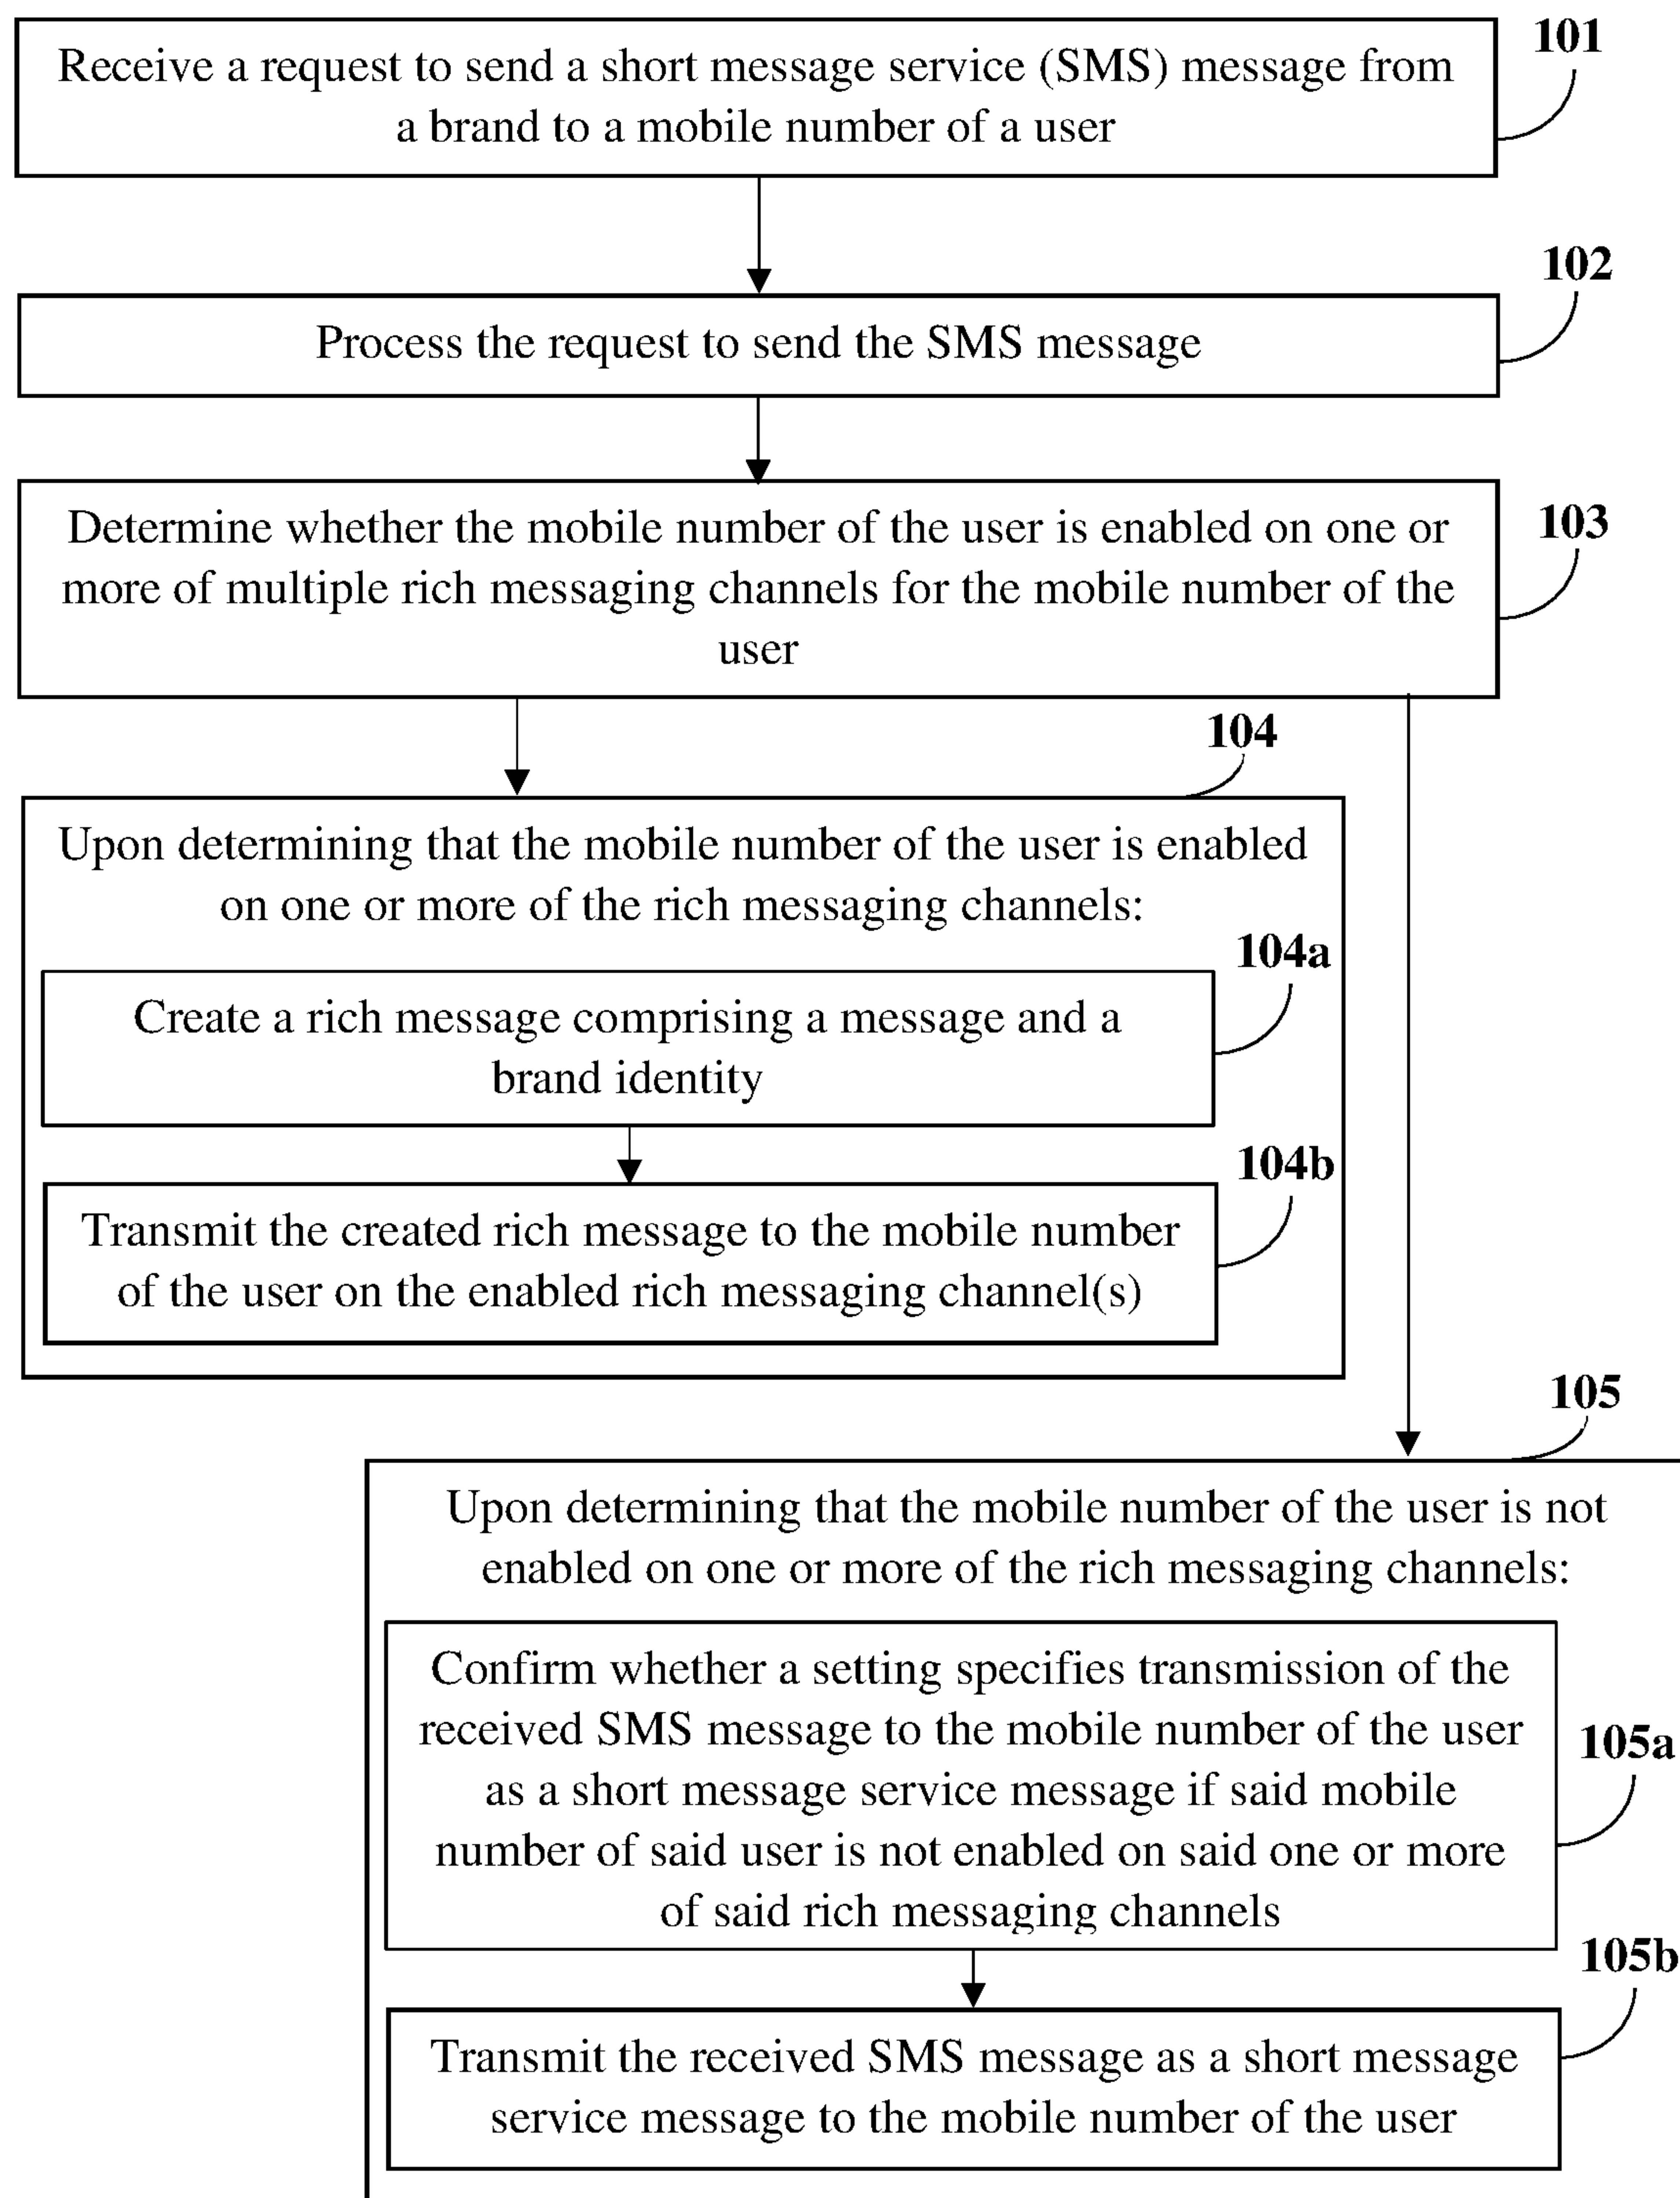 101
Receive a request to send a short message service (SMS) message from
a brand to a mobile number of a user
102
Process the request to send the SMS message
103
Determine whether the mobile number of the user is enabled on one or
more of multiple rich messaging channels for the mobile number of the
user
104
Upon determining that the mobile number of the user is enabled
on one or more of the rich messaging channels:
104a
Create a rich message comprising a message and a
brand identity
104b
Transmit the created rich message to the mobile number
of the user on the enabled rich messaging channel(s)
105
Upon determining that the mobile number of the user is not
enabled on one or more of the rich messaging channels:
Confirm whether a setting specifies transmission of the
received SMS message to the mobile number of the user
105a
as a short message service message if said mobile
number of said user is not enabled on said one or more
of said rich messaging channels
105b
Transmit the received SMS message as a short message
service message to the mobile number of the user